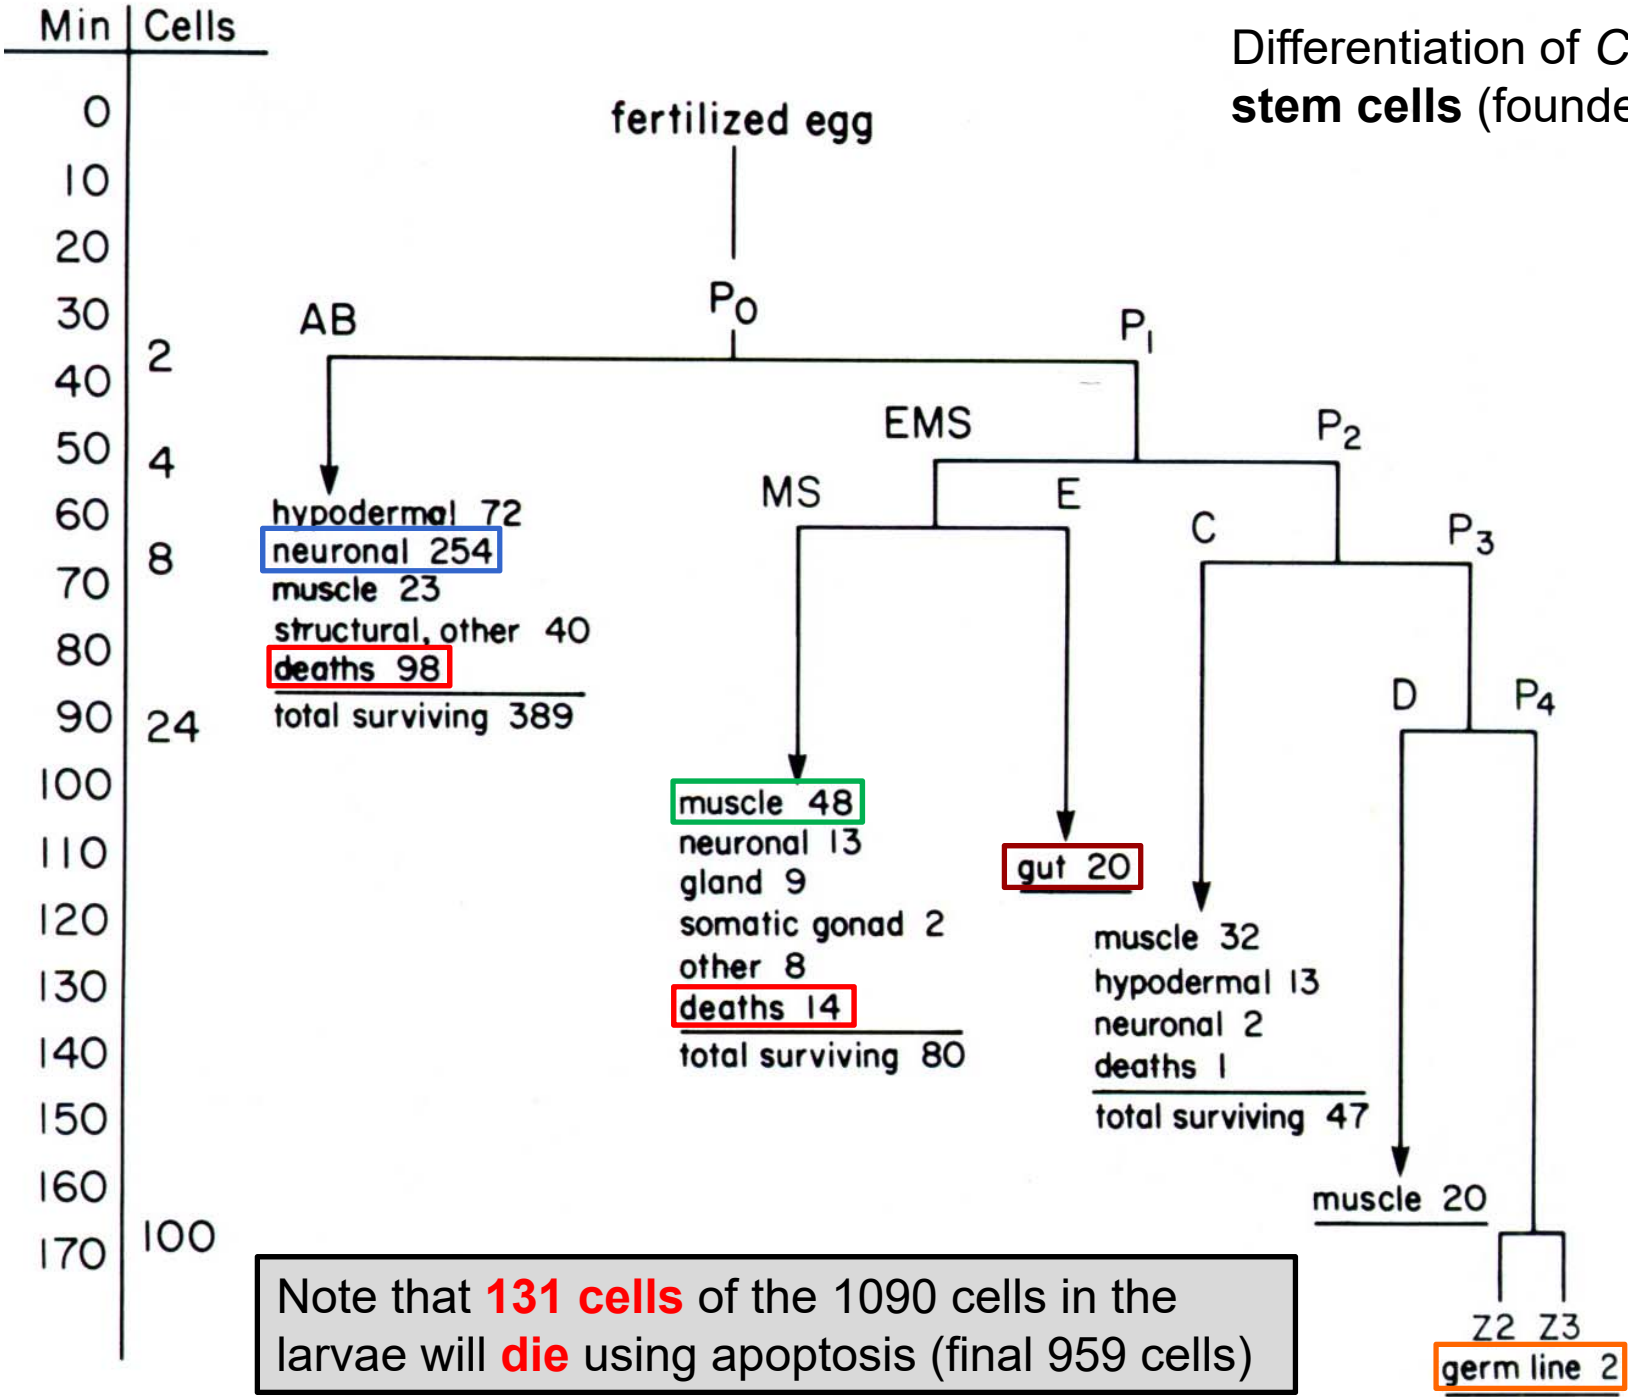 Min Cells
Differentiation of C
stem cells (founde
0
fertilized egg
10
20
30
AB
P0
P1
2
40
EMS
P2
50
4
MS
E
60
hypodermal 72
C
P3
neuronal 254
8
70
muscle 23
structural, other 40
80
deaths 98
D
P4
90
24
total surviving 389
100
muscle 48
neuronal 13
110
gut 20
gland 9
120
somatic gonad 2
muscle 32
other 8
130
hypodermal 13
deaths 14
neuronal 2
140
total surviving 80
deaths 1
150
total surviving 47
160
muscle 20
100
170
Note that 131 cells of the 1090 cells in the
larvae will die using apoptosis (final 959 cells)
Z2 Z3
germ line 2